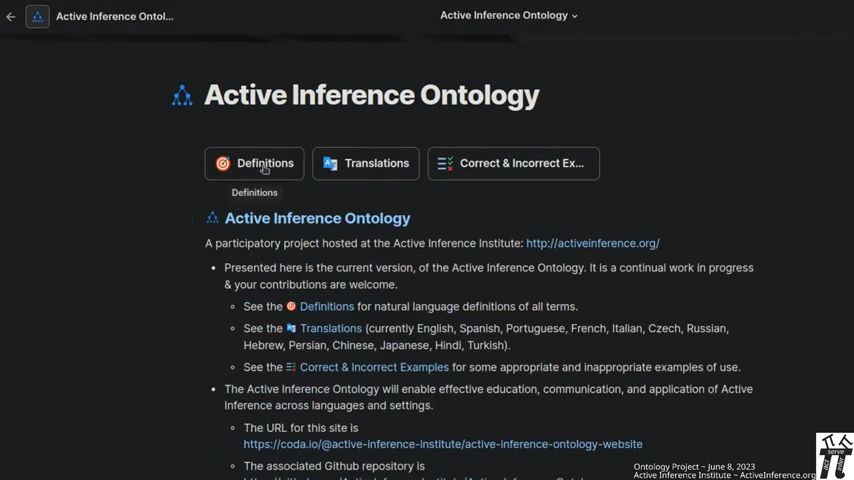 Active Inference Ontol...
Active Inference Ontology
Active Inference Ontology
Definitions
Translations
Correct & Incorrect Ex...
Definitions
Active Inference Ontology
A participatory project hosted at the Active Inference Institute: http://activeinference.org/
• Presented here is the current version, of the Active Inference Ontology. It is a continual work in progress
& your contributions are welcome.
See the Definitions for natural language definitions of all terms.
See the Translations (currently English, Spanish, Portuguese, French, Italian, Czech, Russian,
Hebrew, Persian, Chinese, Japanese, Hindi, Turkish).
See the Correct & Incorrect Examples for some appropriate and inappropriate examples of use.
• The Active Inference Ontology will enable effective education, communication, and application of Active
Inference across languages and settings.
The URL for this site is
https://coda.io/@active-inference-institute/active-inference-ontology-website
The associated Github repository is
Ontology Project ~ June 8, 2023
Active Inference Institute ~ ActiveInference.org
serve